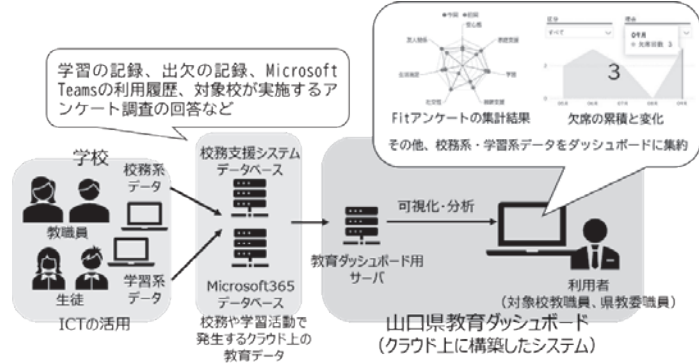 学習の記録、出欠の記録、Microsoft
Teamsの利用履歴、対象校が実施するア
ンケート調査の回答など
Fitアンケートの集計結果
すべて
3
欠席の累積と変化
その他、校務系・学習系データをダッシュボードに集約
学校
校務系
データ
教職員
学習系
データ
生徒
ICTの活用
校務支援システム
データベース
Microsoft365
データベース
校務や学習活動で
発生するクラウド上の
教育データ
教育ダッシュボード用
サーバ
可視化・分析
利用者
(対象校教職員、県教委職員)
山口県教育ダッシュボード
(クラウド上に構築したシステム)